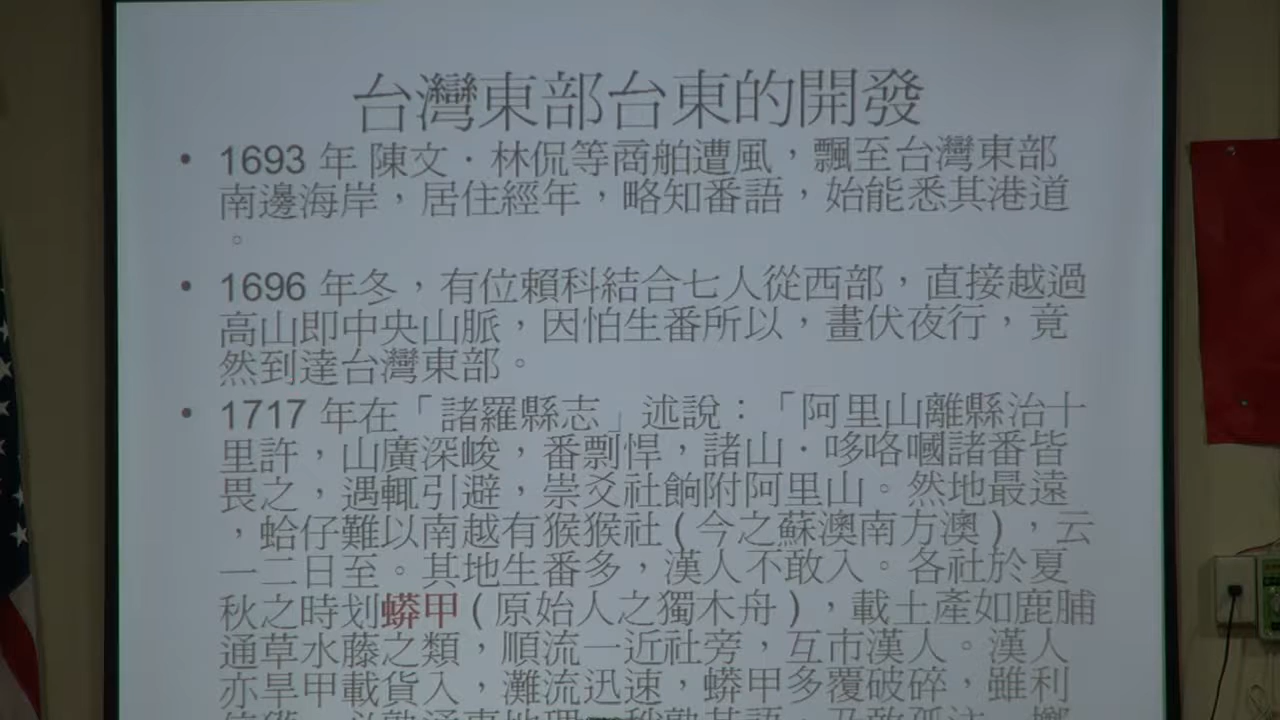 台灣東部台東的開發
• 1693 年 陳文．林侃等商舶遭風，飄至台灣東部
南邊海岸，居住經年，略知番語，始能悉其港道
。
• 1696 年冬，有位賴科結合七人從西部，直接越過
高山即中央山脈，因怕生番所以，晝伏夜行，竟
然到達台灣東部。
• 1717 年在「諸羅縣志」述說：「阿里山離縣治十
里許，山廣深峻，番剽悍，諸山．哆咯嘓諸番皆
畏之，遇輒引避，崇爻社餉附阿里山。然地最遠
，蛤仔難以南越有猴猴社 ( 今之蘇澳南方澳 ) ，云
一二日至。其地生番多，漢人不敢入。各社於夏
秋之時划蟒甲 ( 原始人之獨木舟 ) ，載土產如鹿脯
通草水藤之類，順流一近社旁，互市漢人。漢人
亦旱甲載貨入，灘流迅速，蟒甲多覆破碎，雖利